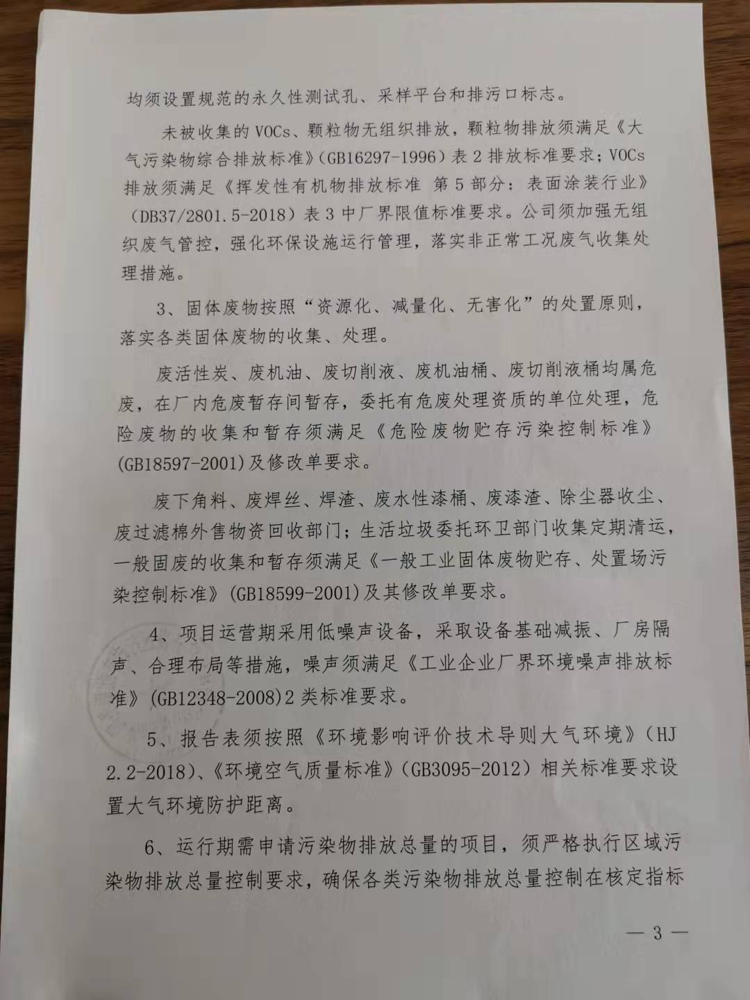 均须设置规范的永久性测试孔、采样平台和排污口标志。
未被收集的 VOCs、颗粒物无组织排放，颗粒物排放须满足《大
气污染物综合排放标准》（GB16297-1996）表 2 排放标准要求；VOCs
排放须满足《挥发性有机物排放标准 第 5 部分：表面涂装行业》
（DB37/2801.5-2018）表 3 中厂界限值标准要求。公司须加强无组
织废气管控，强化环保设施运行管理，落实非正常工况废气收集处
理措施。
3、固体废物按照“资源化、减量化、无害化”的处置原则，
落实各类固体废物的收集、处理。
废活性炭、废机油、废切削液、废机油桶、废切削液桶均属危
废，在厂内危废暂存间暂存，委托有危废处理资质的单位处理，危
险废物的收集和暂存须满足《危险废物贮存污染控制标准》
(GB18597-2001)及修改单要求。
废下角料、废焊丝、焊渣、废水性漆桶、废漆渣、除尘器收尘、
废过滤棉外售物资回收部门；生活垃圾委托环卫部门收集定期清运，
一般固废的收集和暂存须满足《一般工业固体废物贮存、处置场污
染控制标准》(GB18599-2001)及其修改单要求。
4、项目运营期采用低噪声设备，采取设备基础减振、厂房隔
声、合理布局等措施，噪声须满足《工业企业厂界环境噪声排放标
准》(GB12348-2008)2 类标准要求。
5、报告表须按照《环境影响评价技术导则大气环境》（HJ
2.2-2018）、《环境空气质量标准》（GB3095-2012）相关标准要求设
置大气环境防护距离。
6、运行期需申请污染物排放总量的项目，须严格执行区域污
染物排放总量控制要求，确保各类污染物排放总量控制在核定指标
— 3 —